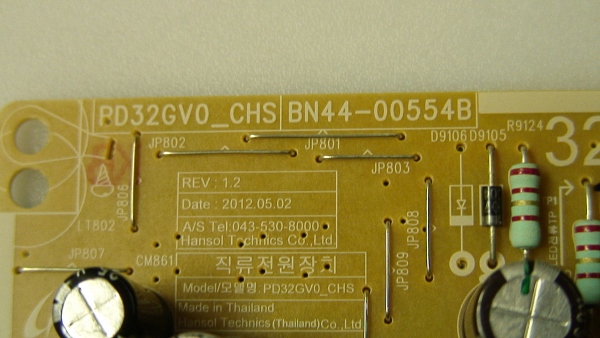 PD32GV0_CHS BN44-00554B
JP802
JP801
D9106 D9105
R9124
32
JP803
JP806
REV : 1.2
Date : 2012.05.02
A/S Tel:043-530-8000
Hansol Technics Co.,Ltd
LT802
JP808
JP807
CM861
직류전원장치
JP809
Model/모델명 PD32GV0_CHS
Made in Thailand
Hansol Technics(Thailand)Co.,Ltd